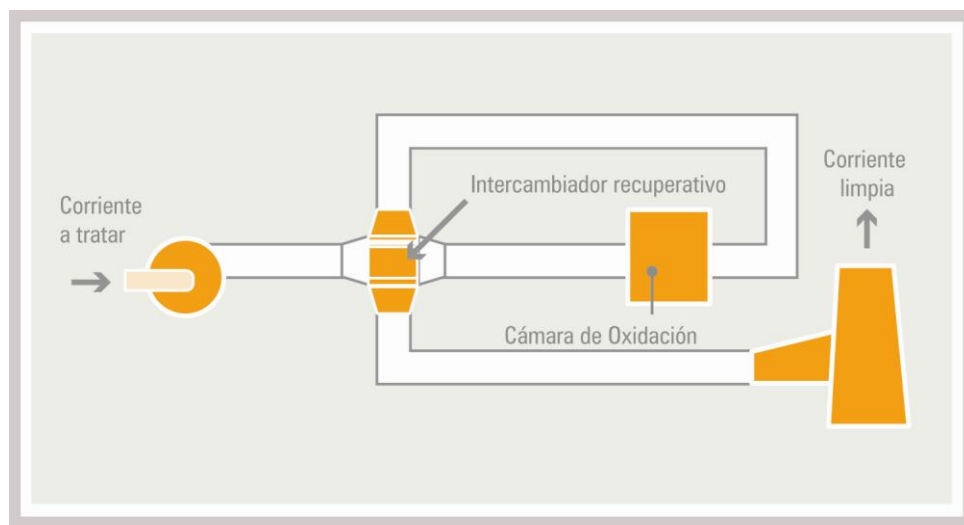 Corriente
a tratar
Intercambiador recuperativo
Cámara de Oxidación
Corriente
limpia